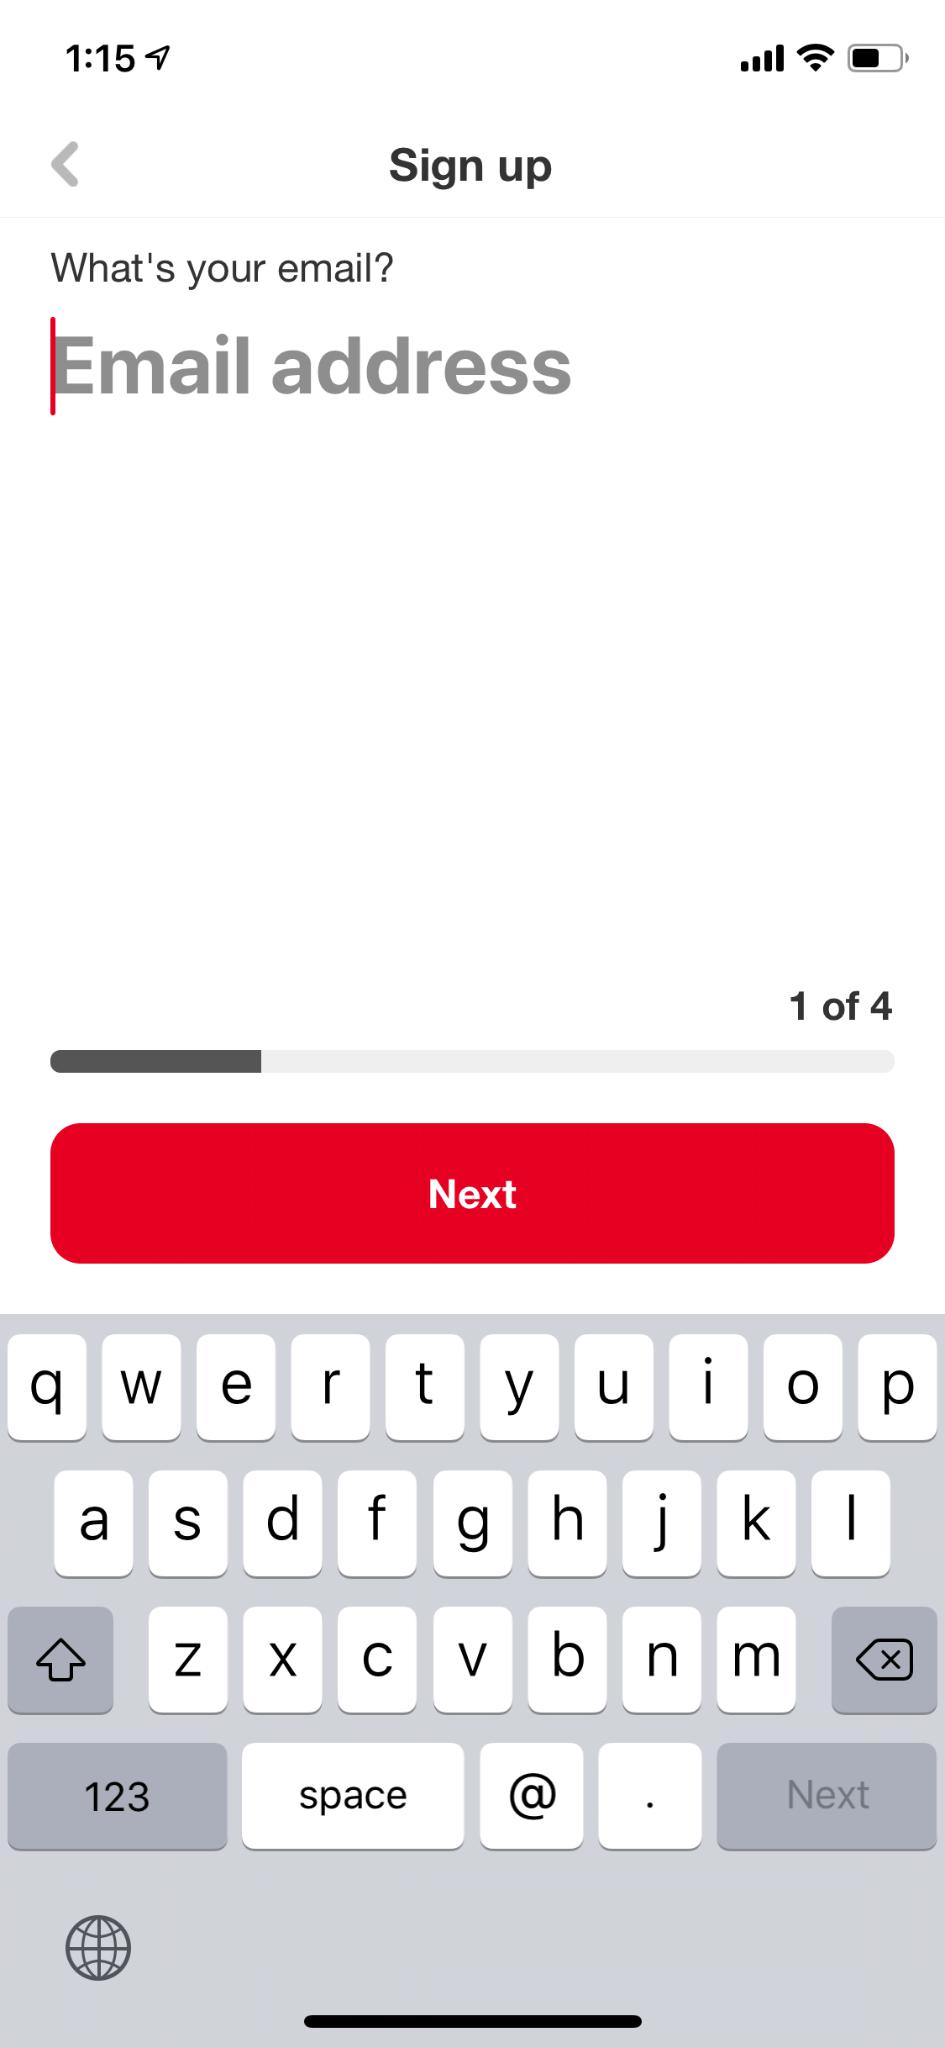 1:15
Sign up
What's your email?
Email address
1 of 4
Next
q w e r t y u i o p
a s d f g h j k l
z x c v b n m
123 space @ . Next